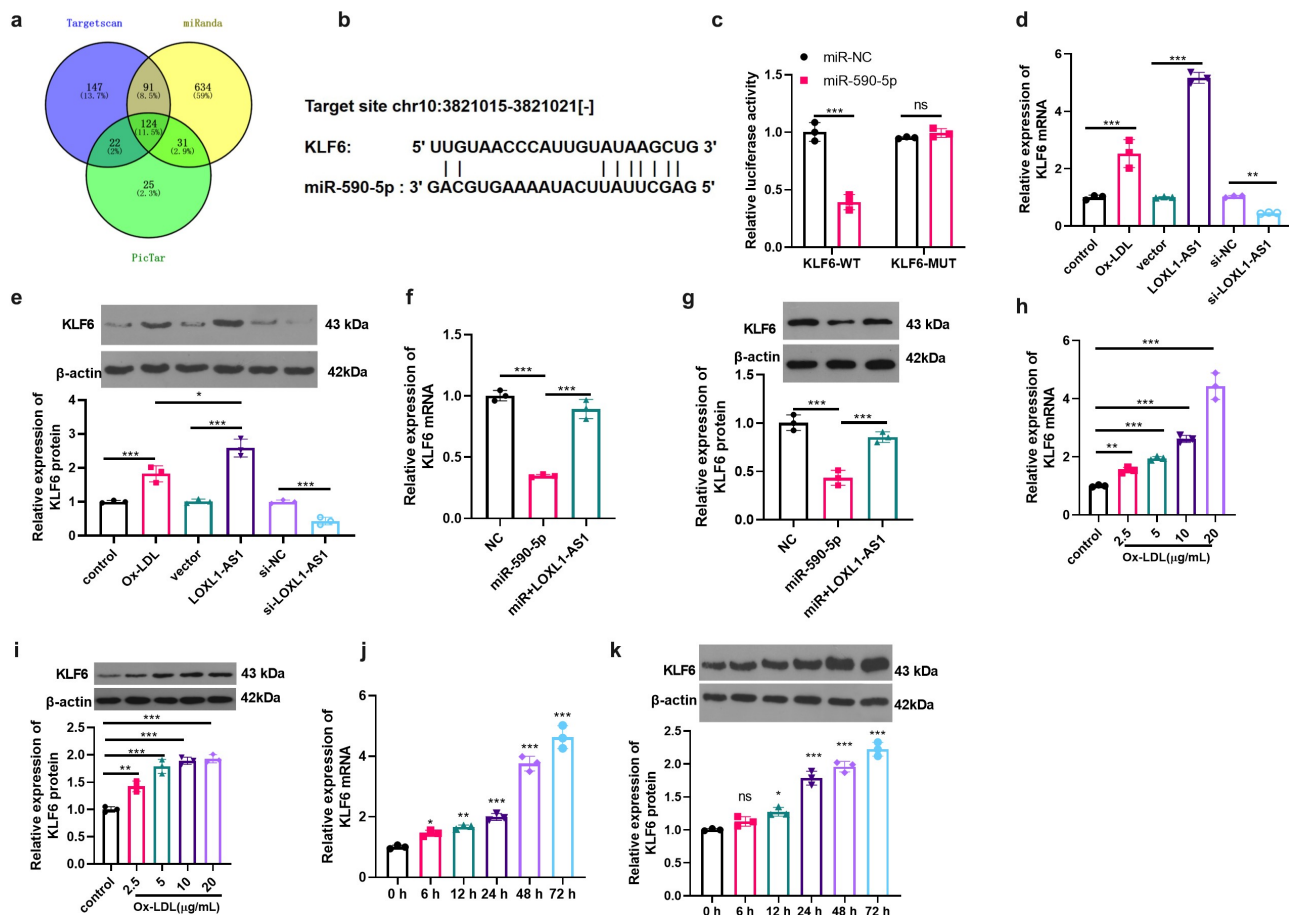 a
Targetscan
miRanda
147
(13.7%)
91
(8.5%)
634
(59%)
124
(11.5%)
22
(2%)
31
(2.9%)
25
(2.3%)
PicTar
b
Target site chr10:3821015-3821021[-]
KLF6: 5' UUGUAACCCAUUGUAUAAGCUG 3'
miR-590-5p : 3' GACGUGAAAAUACUUAUUCGAG 5'
c
miR-NC
miR-590-5p
Relative luciferase activity
1.5
1.0
0.5
0.0
***
ns
KLF6-WT
KLF6-MUT
d
Relative expression of
KLF6 mRNA
6
4
2
0
***
***
**
control
Ox-LDL
vector
LOXL1-AS1
si-NC
si-LOXL1-AS1
e
KLF6
43 kDa
β-actin
42kDa
Relative expression of
KLF6 protein
4
3
2
1
0
*
***
***
***
control
Ox-LDL
vector
LOXL1-AS1
si-NC
si-LOXL1-AS1
f
Relative expression of
KLF6 mRNA
1.5
1.0
0.5
0.0
***
***
NC
miR-590-5p
miR+LOXL1-AS1
g
KLF6
43 kDa
β-actin
42kDa
Relative expression of
KLF6 protein
1.5
1.0
0.5
0.0
***
***
NC
miR-590-5p
miR+LOXL1-AS1
h
Relative expression of
KLF6 mRNA
6
4
2
0
***
***
***
**
control
2.5
5
10
20
Ox-LDL(μg/mL)
i
KLF6
43 kDa
β-actin
42kDa
Relative expression of
KLF6 protein
2.5
2.0
1.5
1.0
0.5
0.0
***
***
***
**
control
2.5
5
10
20
Ox-LDL(μg/mL)
j
Relative expression of
KLF6 mRNA
6
4
2
0
*
**
***
***
***
0 h
6 h
12 h
24 h
48 h
72 h
k
KLF6
43 kDa
β-actin
42kDa
Relative expression of
KLF6 protein
2.5
2.0
1.5
1.0
0.5
0.0
ns
*
***
***
***
0 h
6 h
12 h
24 h
48 h
72 h